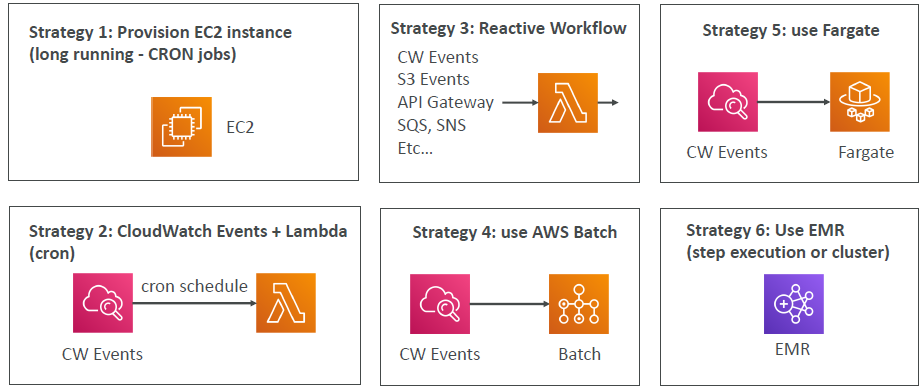 Strategy 1: Provision EC2 instance
(long running - CRON jobs)
EC2
Strategy 2: CloudWatch Events + Lambda
(cron)
cron schedule
CW Events
Strategy 3: Reactive Workflow
CW Events
S3 Events
API Gateway
SQS, SNS
Etc...
Strategy 4: use AWS Batch
CW Events
Batch
Strategy 5: use Fargate
CW Events
Fargate
Strategy 6: Use EMR
(step execution or cluster)
EMR